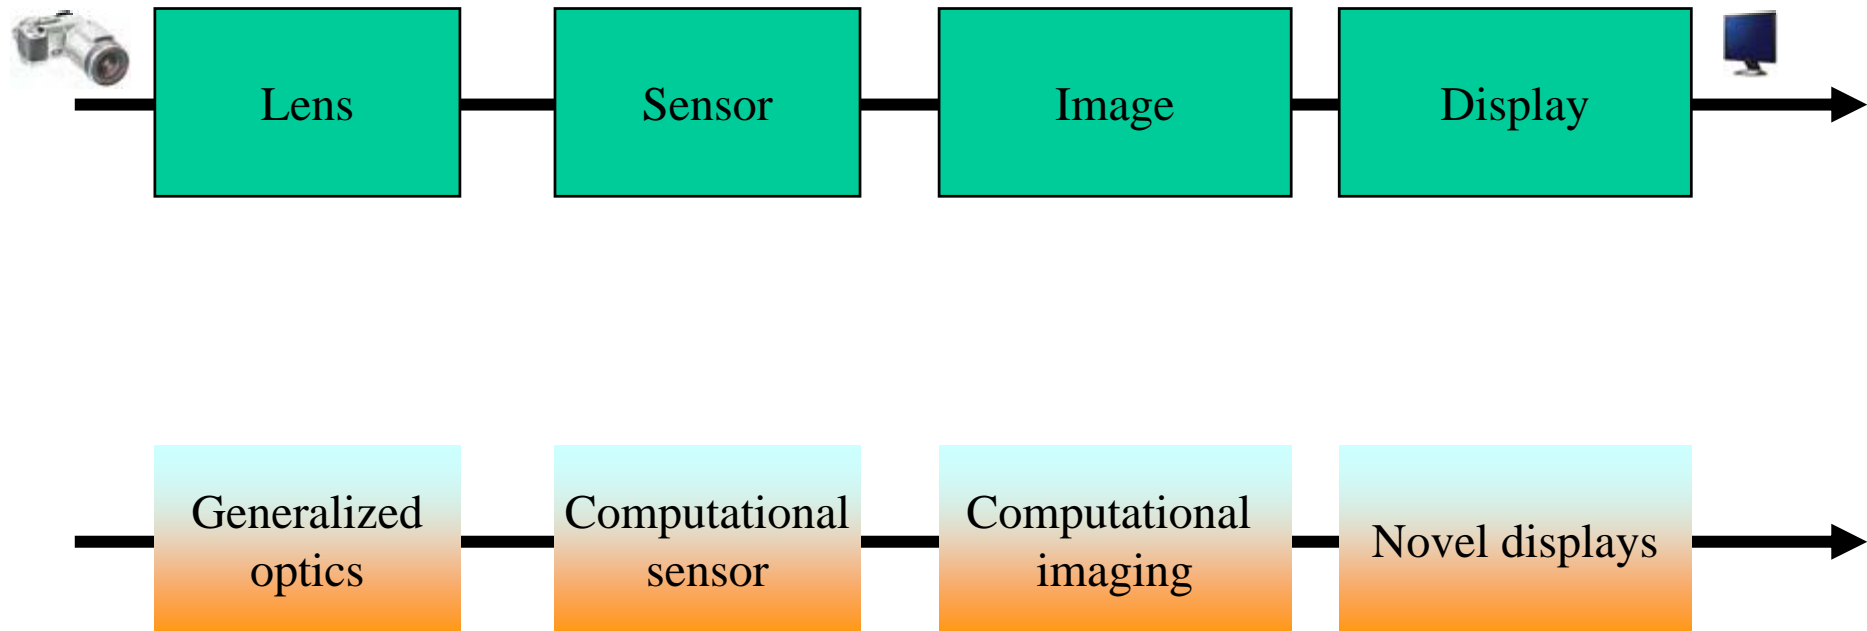 Lens
Sensor
Image
Display
Generalized
optics
Computational
sensor
Computational
imaging
Novel displays